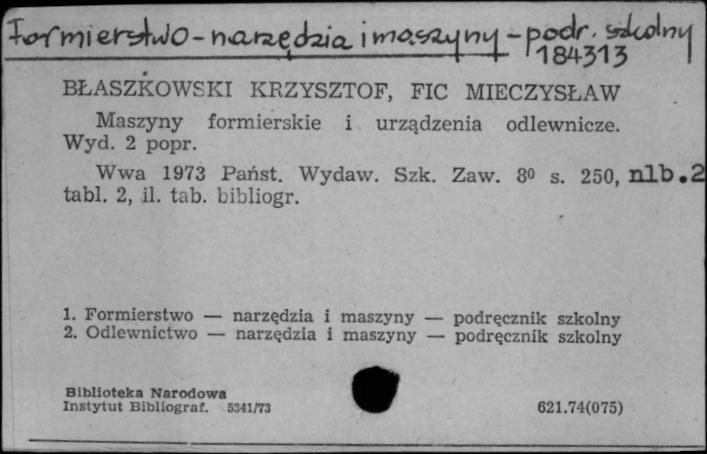 Formierstwo - narzędzia i maszyny - podr. szkolny
184313
BŁASZKOWSKI KRZYSZTOF, FIC MIECZYSŁAW
Maszyny formierskie i urządzenia odlewnicze.
Wyd. 2 popr.
Wwa 1973 Państ. Wydaw. Szk. Zaw. 8⁰ s. 250, nlb.2
tabl. 2, il. tab. bibliogr.
1. Formierstwo — narzędzia i maszyny — podręcznik szkolny
2. Odlewnictwo — narzędzia i maszyny — podręcznik szkolny
Biblioteka Narodowa
Instytut Bibliograf. 5341/73 621.74(075)